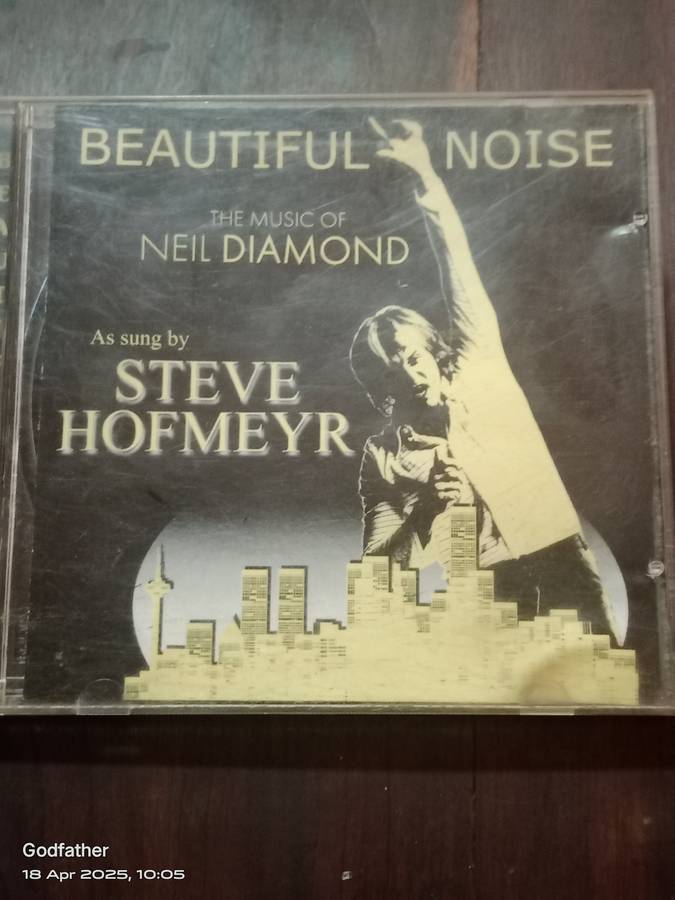 BEAUTIFUL NOISE
THE MUSIC OF
NEIL DIAMOND
As sung by
STEVE
HOFMEYR
Godfather
18 Apr 2025, 10:05